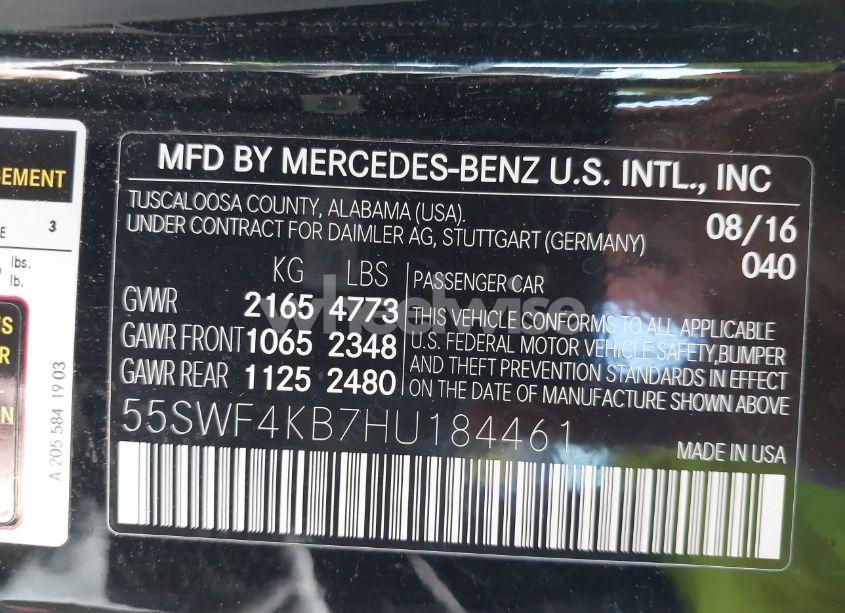 MFD BY MERCEDES-BENZ U.S. INTL., INC
TUSCALOOSA COUNTY, ALABAMA (USA).
UNDER CONTRACT FOR DAIMLER AG, STUTTGART (GERMANY)
08/16
040
KG LBS
GVWR 2165 4773
GAWR FRONT 1065 2348
GAWR REAR 1125 2480
PASSENGER CAR
THIS VEHICLE CONFORMS TO ALL APPLICABLE
U.S. FEDERAL MOTOR VEHICLE SAFETY,BUMPER
AND THEFT PREVENTION STANDARDS IN EFFECT
ON THE DATE OF MANUFACTURE SHOWN ABOVE
55SWF4KB7HU184461
MADE IN USA
GEMENT
E 3
lbs.
lb.
'S
R
N
A 205 584 19 03
wheelwise